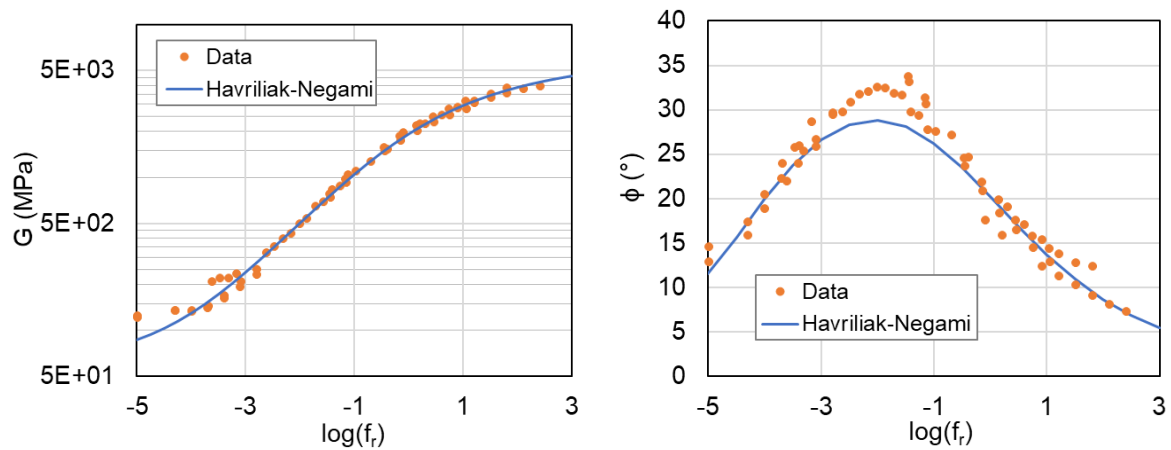 5E+03
5E+02
5E+01
G (MPa)
Data
Havriliak-Negami
-5 -3 -1 1 3
log(fr)
40
35
30
25
20
15
10
5
0
ϕ (°)
Data
Havriliak-Negami
-5 -3 -1 1 3
log(fr)